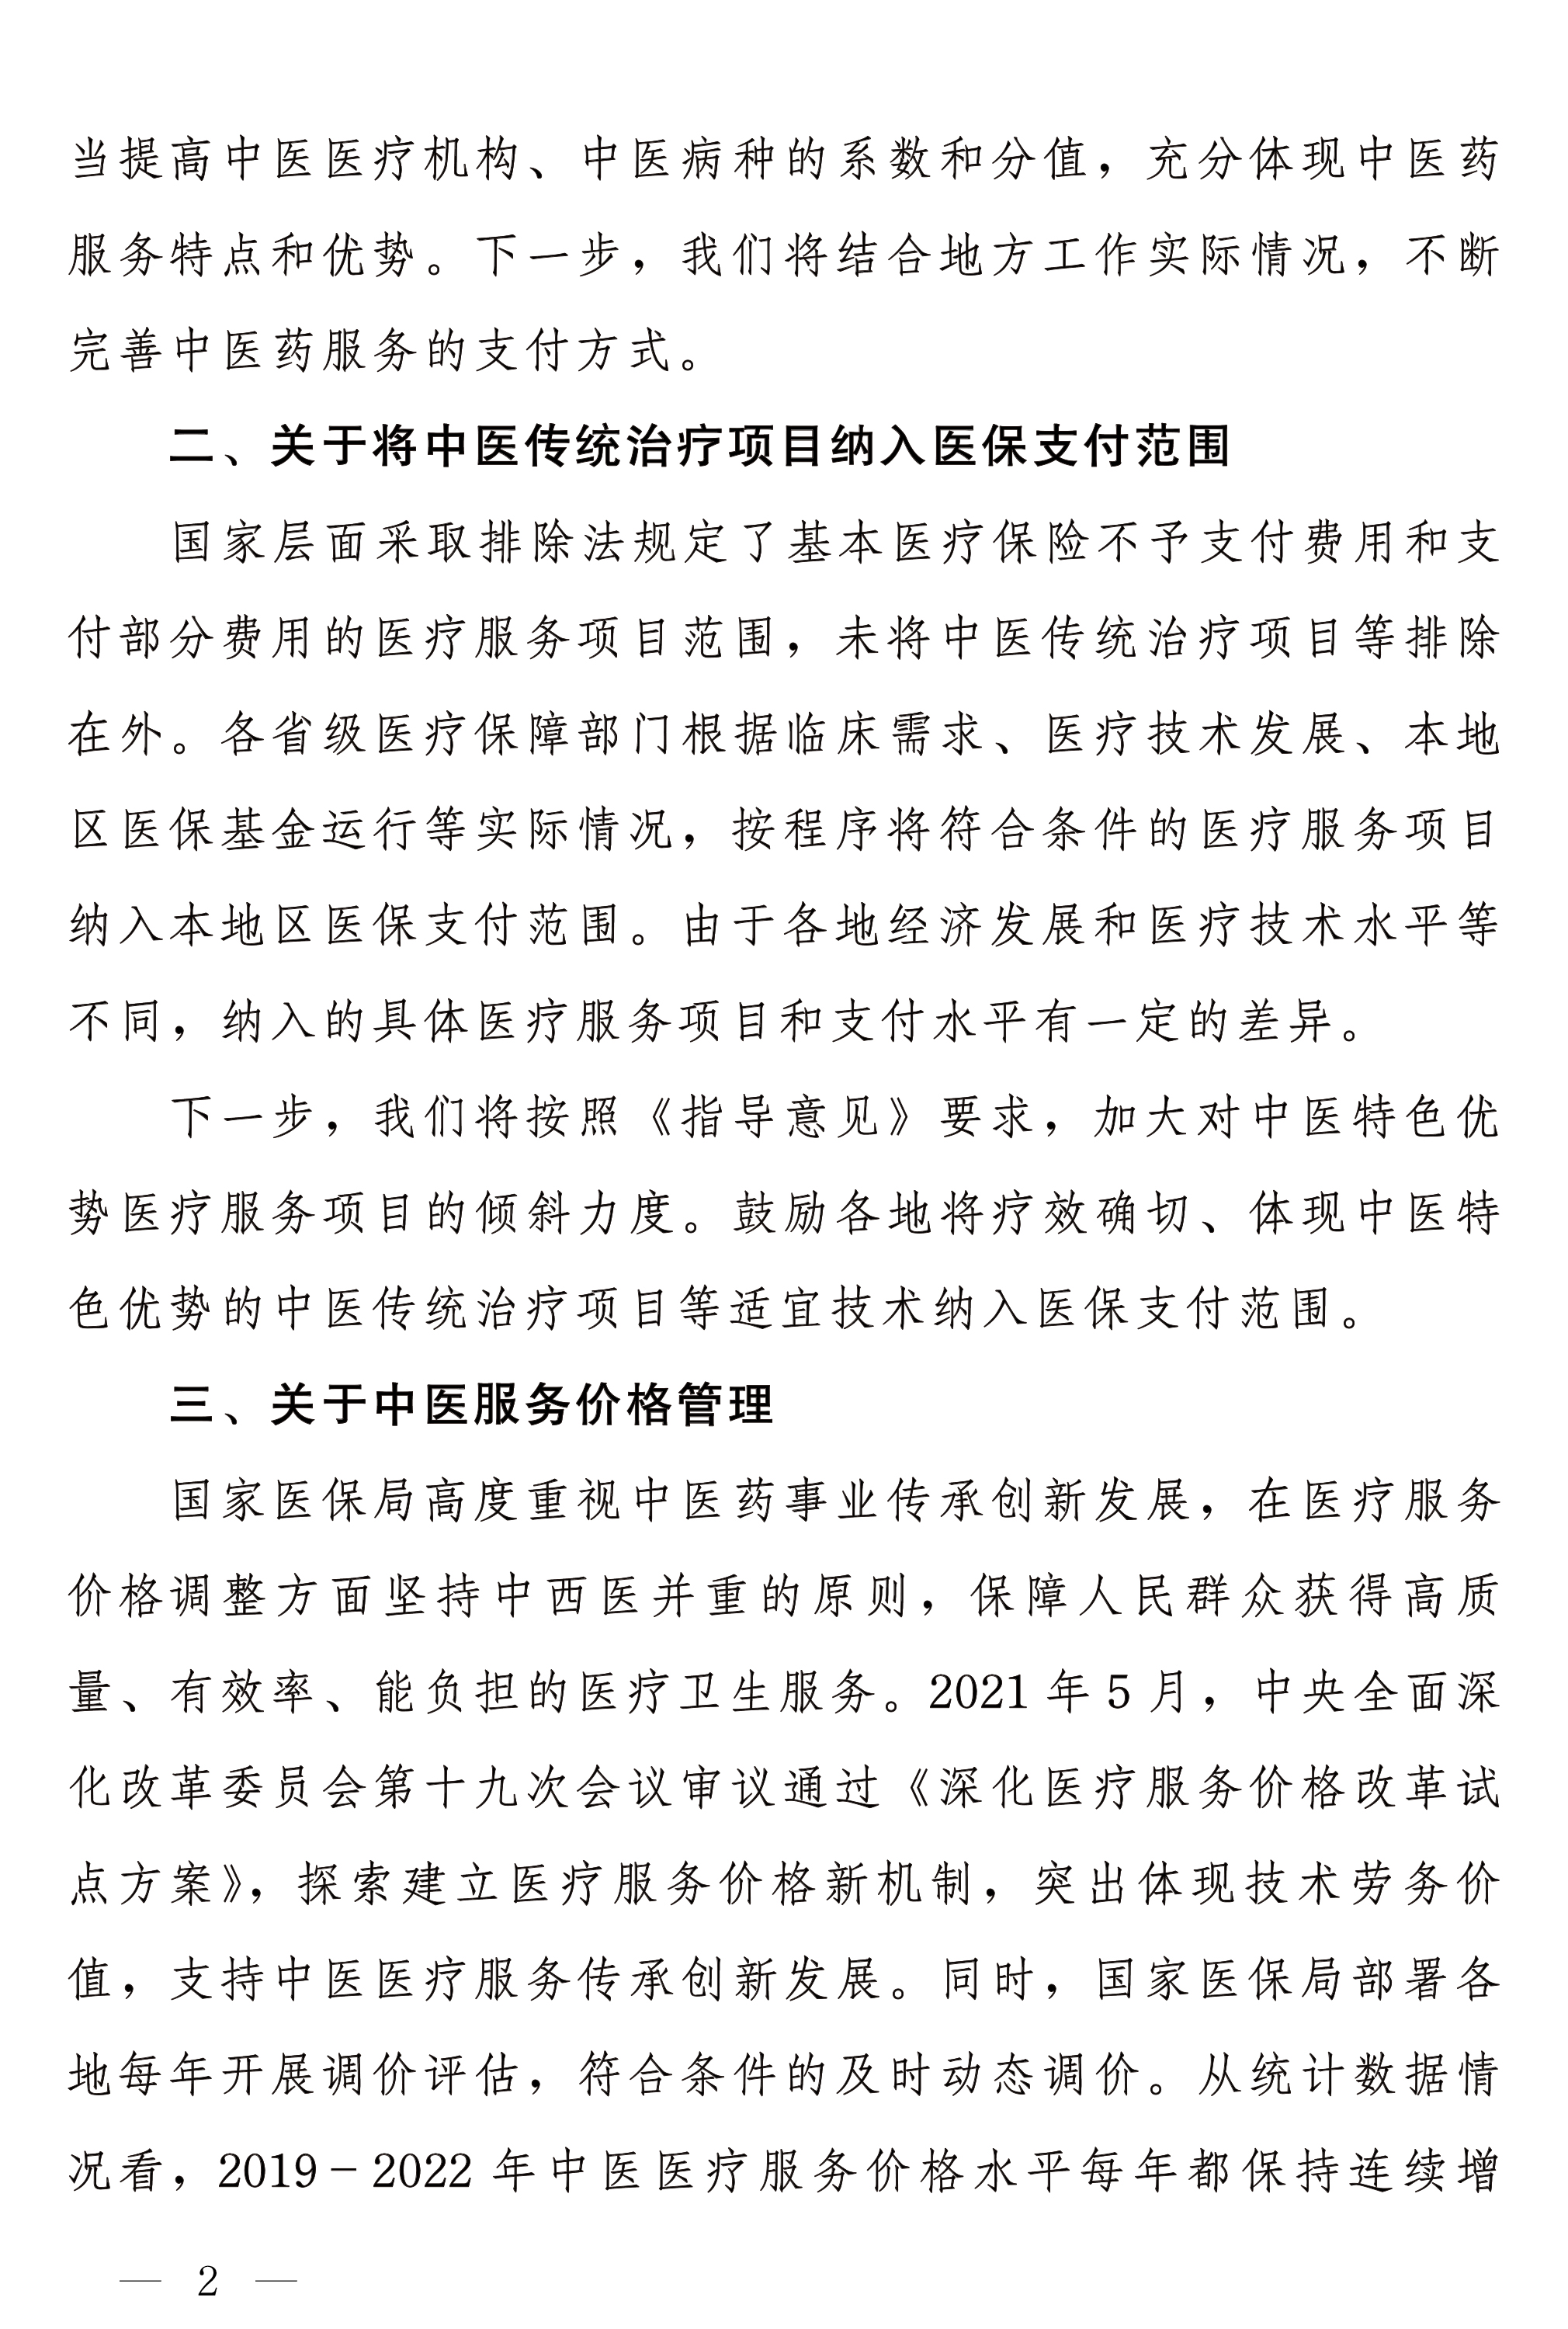 当提高中医医疗机构、中医病种的系数和分值，充分体现中医药
服务特点和优势。下一步，我们将结合地方工作实际情况，不断
完善中医药服务的支付方式。
二、关于将中医传统治疗项目纳入医保支付范围
国家层面采取排除法规定了基本医疗保险不予支付费用和支
付部分费用的医疗服务项目范围，未将中医传统治疗项目等排除
在外。各省级医疗保障部门根据临床需求、医疗技术发展、本地
区医保基金运行等实际情况，按程序将符合条件的医疗服务项目
纳入本地区医保支付范围。由于各地经济发展和医疗技术水平等
不同，纳入的具体医疗服务项目和支付水平有一定的差异。
下一步，我们将按照《指导意见》要求，加大对中医特色优
势医疗服务项目的倾斜力度。鼓励各地将疗效确切、体现中医特
色优势的中医传统治疗项目等适宜技术纳入医保支付范围。
三、关于中医服务价格管理
国家医保局高度重视中医药事业传承创新发展，在医疗服务
价格调整方面坚持中西医并重的原则，保障人民群众获得高质
量、有效率、能负担的医疗卫生服务。2021 年 5 月，中央全面深
化改革委员会第十九次会议审议通过《深化医疗服务价格改革试
点方案》，探索建立医疗服务价格新机制，突出体现技术劳务价
值，支持中医医疗服务传承创新发展。同时，国家医保局部署各
地每年开展调价评估，符合条件的及时动态调价。从统计数据情
况看，2019－2022 年中医医疗服务价格水平每年都保持连续增
— 2 —